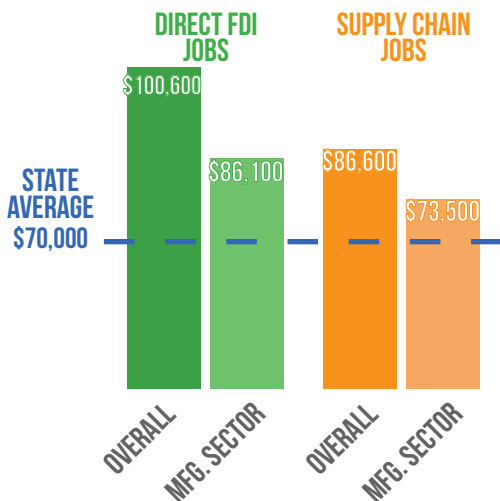 DIRECT FDI
JOBS
SUPPLY CHAIN
JOBS
$100,600
$86,100
$86,600
$73,500
STATE
AVERAGE
$70,000
OVERALL
MFG. SECTOR
OVERALL
MFG. SECTOR